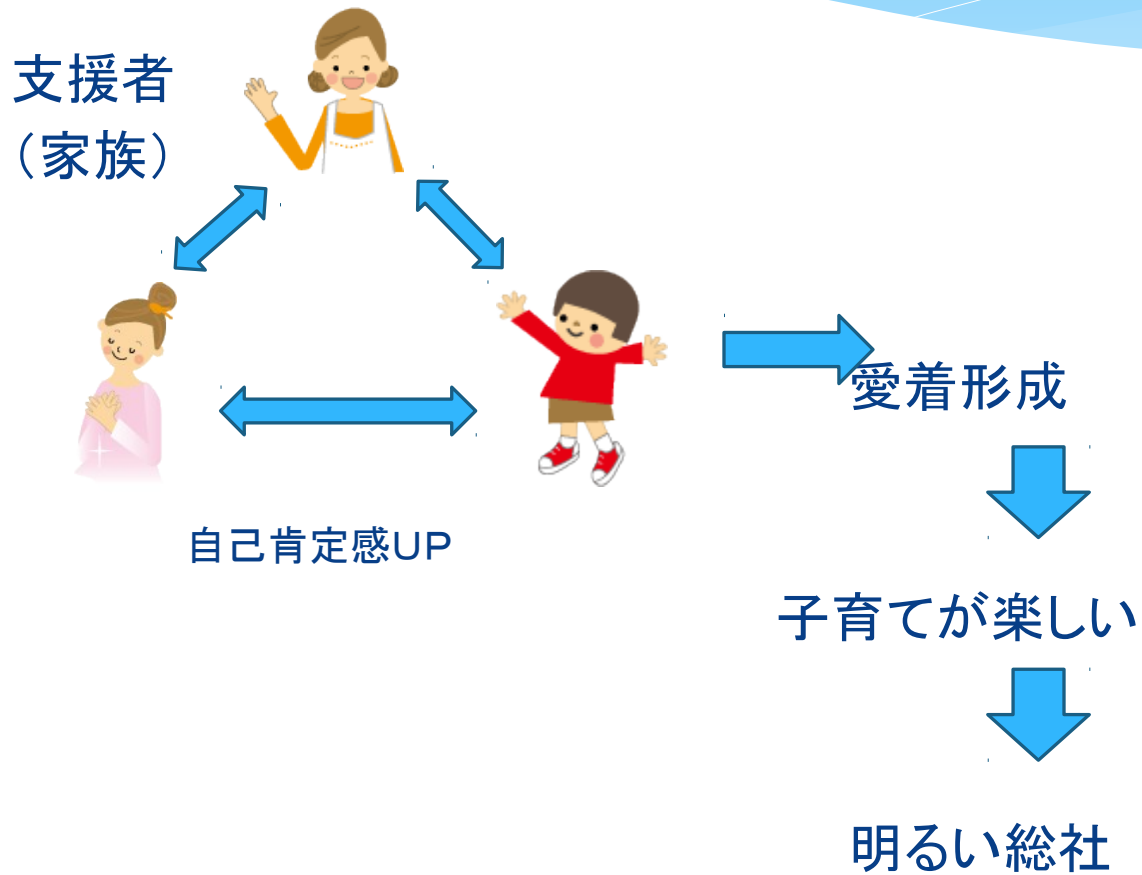 支援者
（家族）
愛着形成
自己肯定感UP
子育てが楽しい
明るい総社